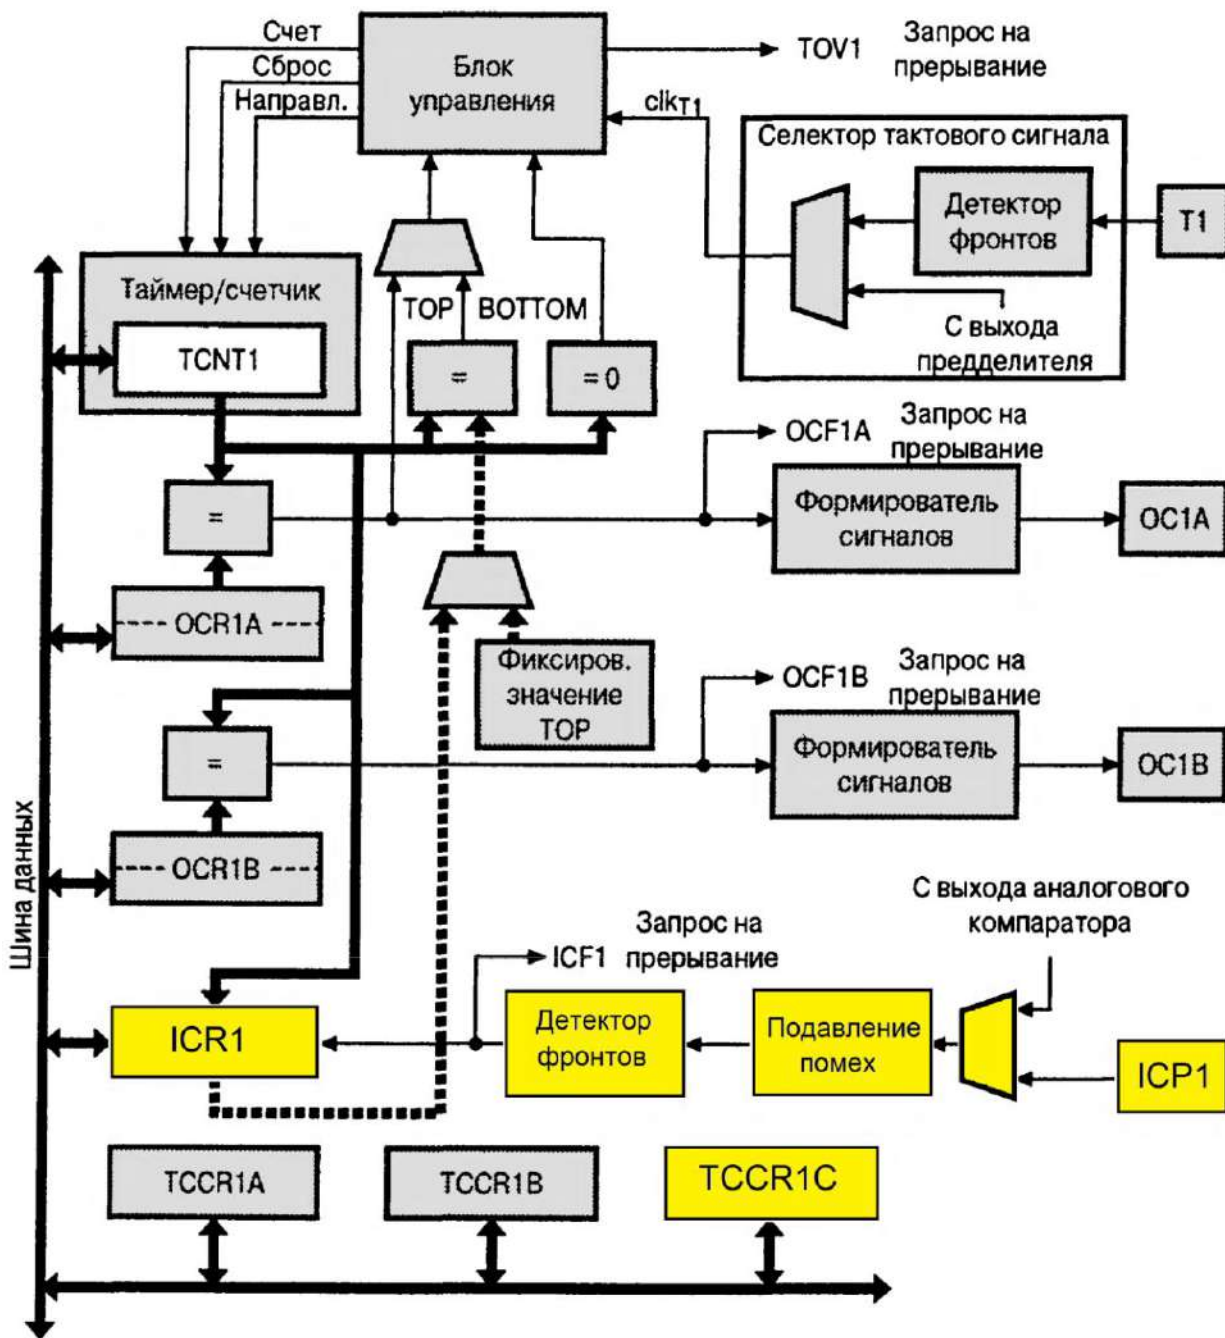 Счет
Сброс
Направл.
Блок
управления
TOV1
Запрос на
прерывание
clkT1
Селектор тактового сигнала
Детектор
фронтов
T1
С выхода
предделителя
Таймер/счетчик
TCNT1
TOP
BOTTOM
=
= 0
OCF1A
Запрос на
прерывание
=
Формирователь
сигналов
OC1A
OCR1A
Фиксиров.
значение
TOP
OCF1B
Запрос на
прерывание
=
Формирователь
сигналов
OC1B
OCR1B
Шина данных
С выхода аналогового
компаратора
Запрос на
ICF1 прерывание
ICR1
Детектор
фронтов
Подавление
помех
ICP1
TCCR1A
TCCR1B
TCCR1C